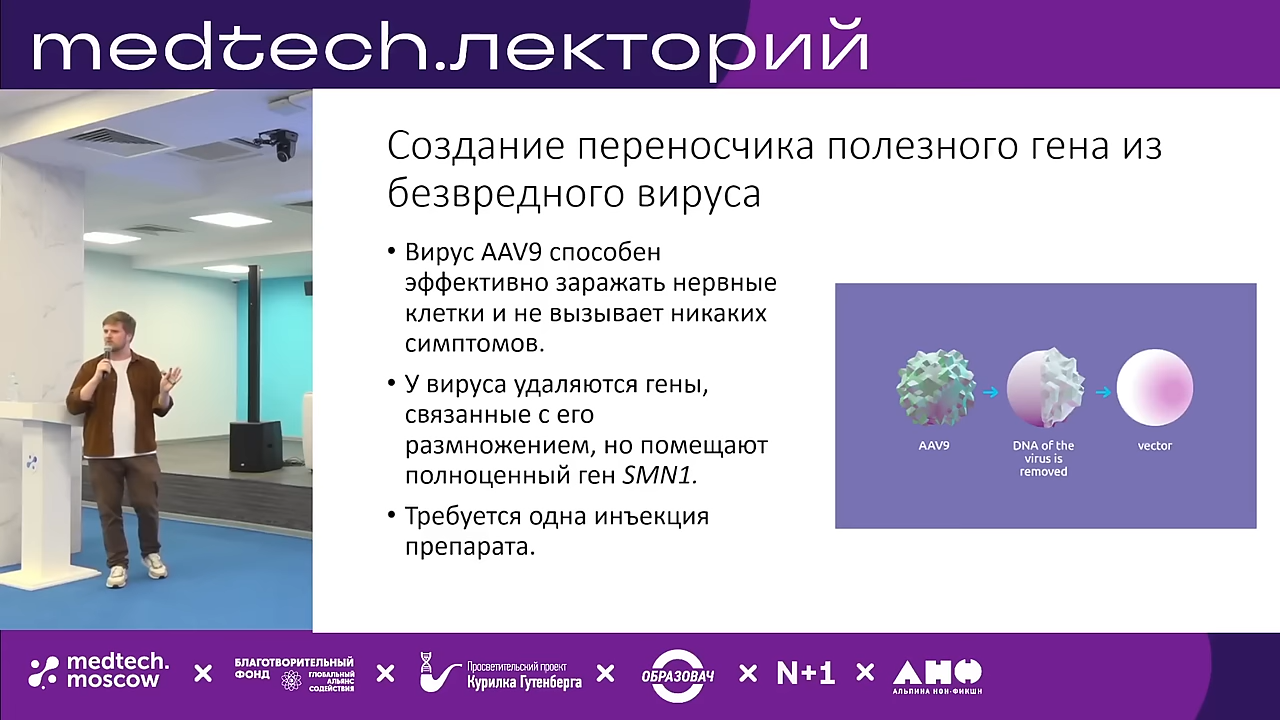 medtech.лекторий
Создание переносчика полезного гена из
безвредного вируса
• Вирус AAV9 способен
эффективно заражать нервные
клетки и не вызывает никаких
симптомов.
• У вируса удаляются гены,
связанные с его
размножением, но помещают
полноценный ген SMN1.
• Требуется одна инъекция
препарата.
AAV9
DNA of the
virus is
removed
vector
medtech.
moscow
×
БЛАГОТВОРИТЕЛЬНЫЙ
ФОНД
ГЛОБАЛЬНЫЙ
АЛЬЯНС
СОДЕЙСТВИЯ
×
Просветительский проект
Курилка Гутенберга
×
ОБРАЗОВАЧ
×
N+1
×
АНФ
АЛЬПИНА НОН-ФИКШН